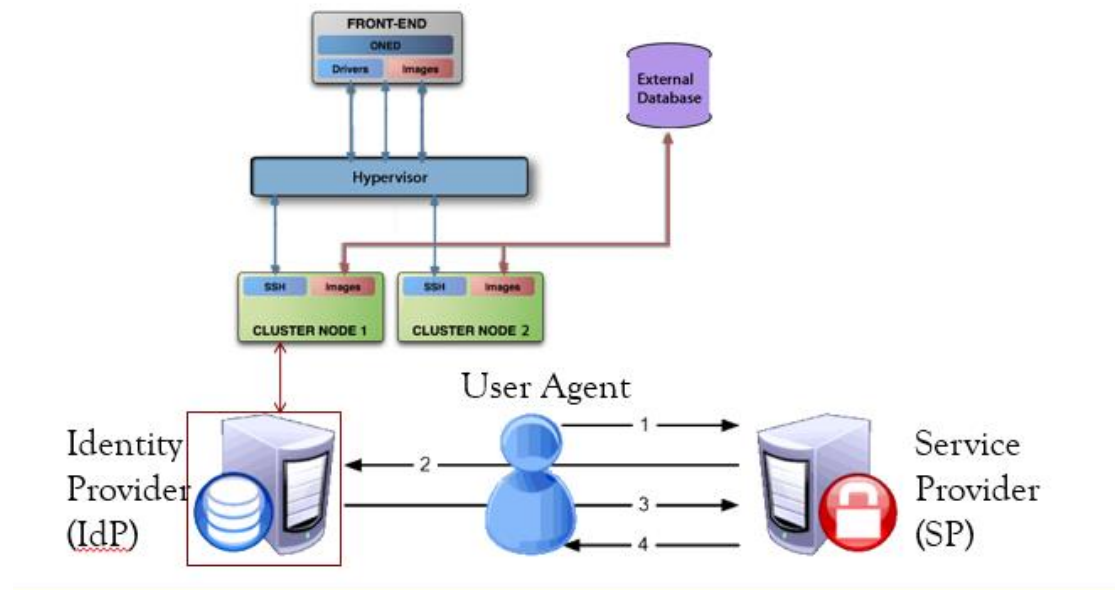 FRONT-END
ONED
Drivers
Images
External
Database
Hypervisor
SSH
Images
SSH
Images
CLUSTER NODE 1
CLUSTER NODE 2
User Agent
Identity
Provider
(IdP)
1
2
3
4
Service
Provider
(SP)